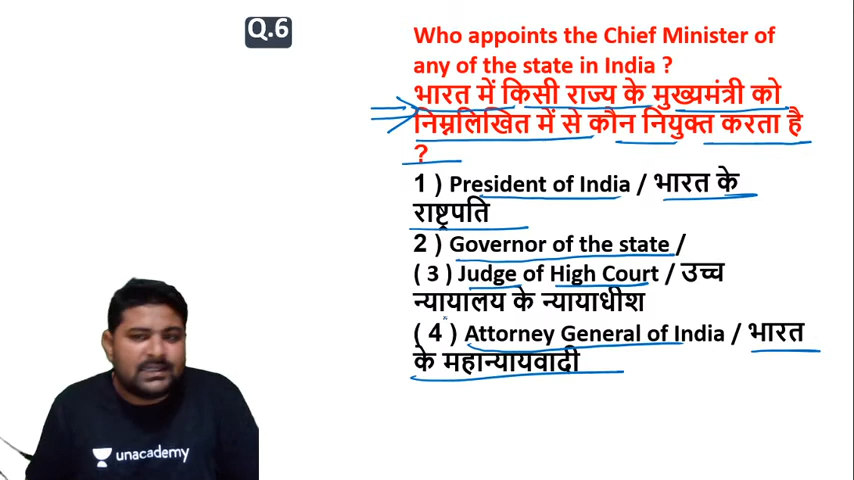 Q.6
Who appoints the Chief Minister of
any of the state in India ?
भारत में किसी राज्य के मुख्यमंत्री को
निम्नलिखित में से कौन नियुक्त करता है
?
1 ) President of India / भारत के
राष्ट्रपति
2 ) Governor of the state /
( 3 ) Judge of High Court / उच्च
न्यायालय के न्यायाधीश
( 4 ) Attorney General of India / भारत
के महान्यायवादी
unacademy